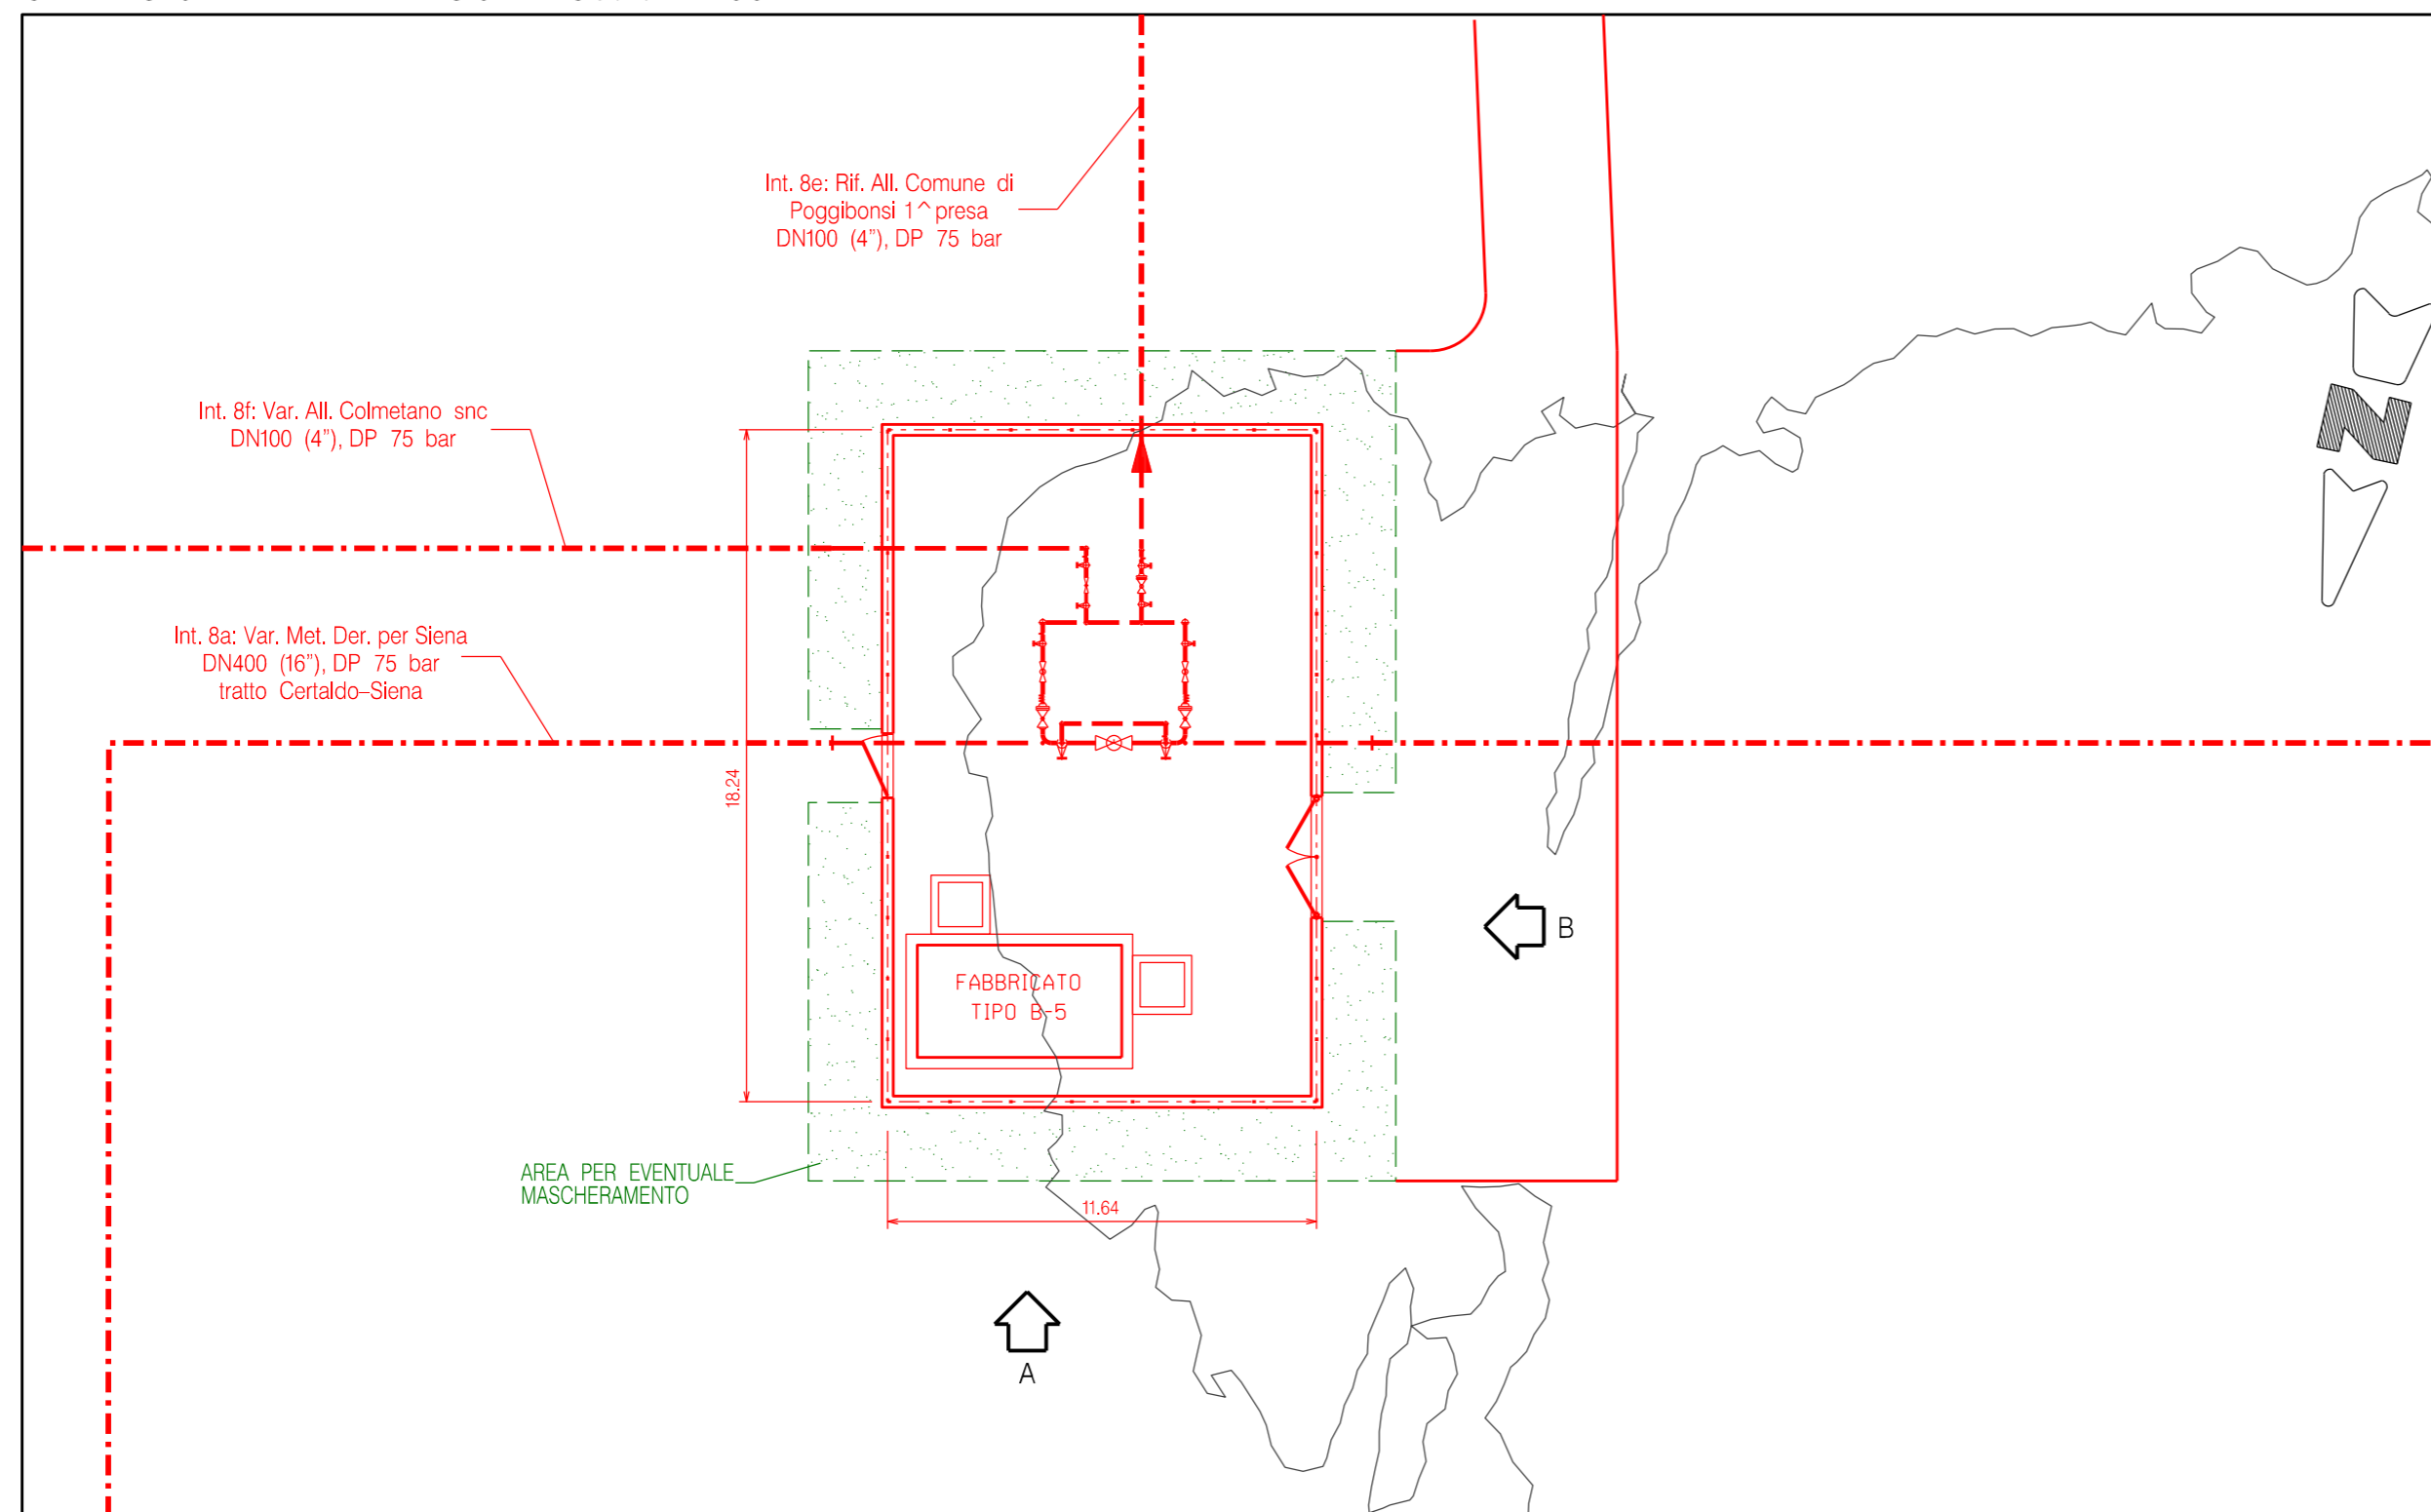 Int. 8e: Rif. All. Comune di
Poggibonsi 1^presa
DN100 (4"), DP 75 bar
Int. 8f: Var. All. Colmetano snc
DN100 (4"), DP 75 bar
Int. 8a: Var. Met. Der. per Siena
DN400 (16"), DP 75 bar
tratto Certaldo-Siena
N
18.24
B
FABBRICATO
TIPO B-5
AREA PER EVENTUALE
MASCHERAMENTO
11.64
A